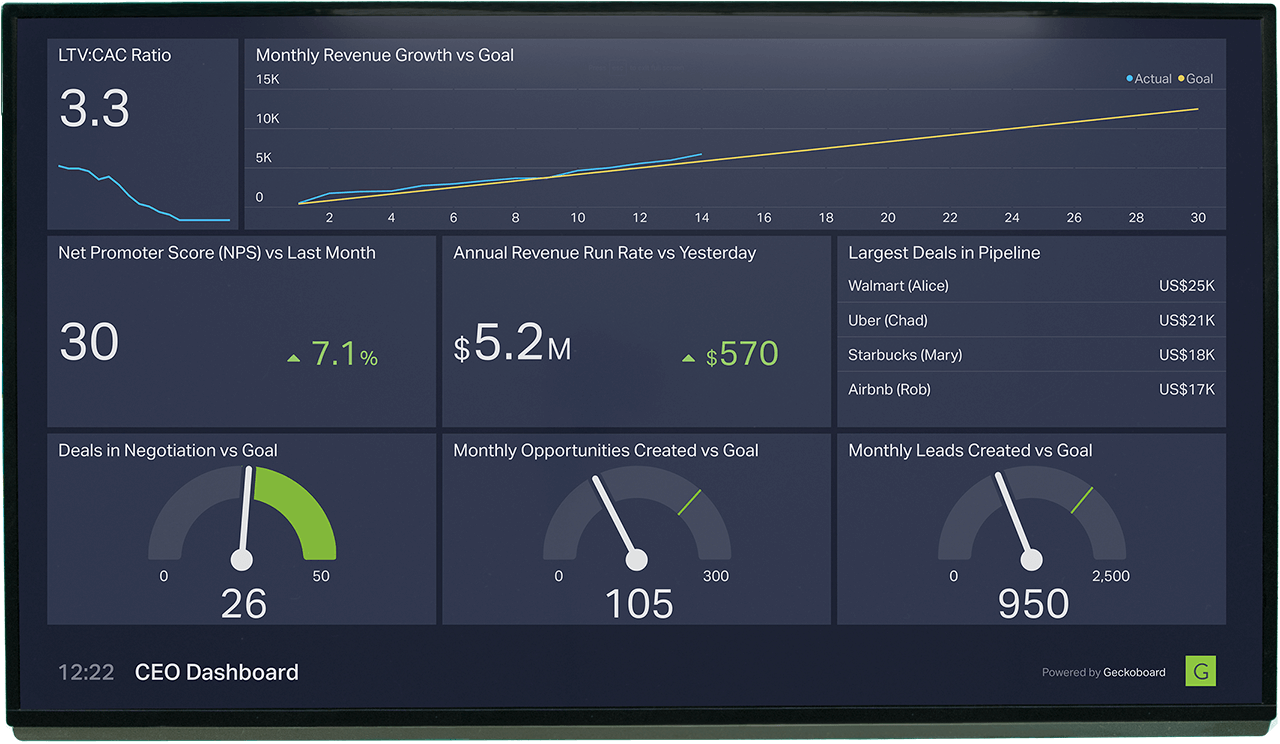 LTV:CAC Ratio
3.3
Monthly Revenue Growth vs Goal
15K
Actual Goal
10K
5K
0
2 4 6 8 10 12 14 16 18 20 22 24 26 28 30
Net Promoter Score (NPS) vs Last Month
30
7.1%
Annual Revenue Run Rate vs Yesterday
$5.2M
$570
Largest Deals in Pipeline
Walmart (Alice) US$25K
Uber (Chad) US$21K
Starbucks (Mary) US$18K
Airbnb (Rob) US$17K
Deals in Negotiation vs Goal
0 50
26
Monthly Opportunities Created vs Goal
0 300
105
Monthly Leads Created vs Goal
0 2,500
950
12:22 CEO Dashboard
Powered by Geckoboard G